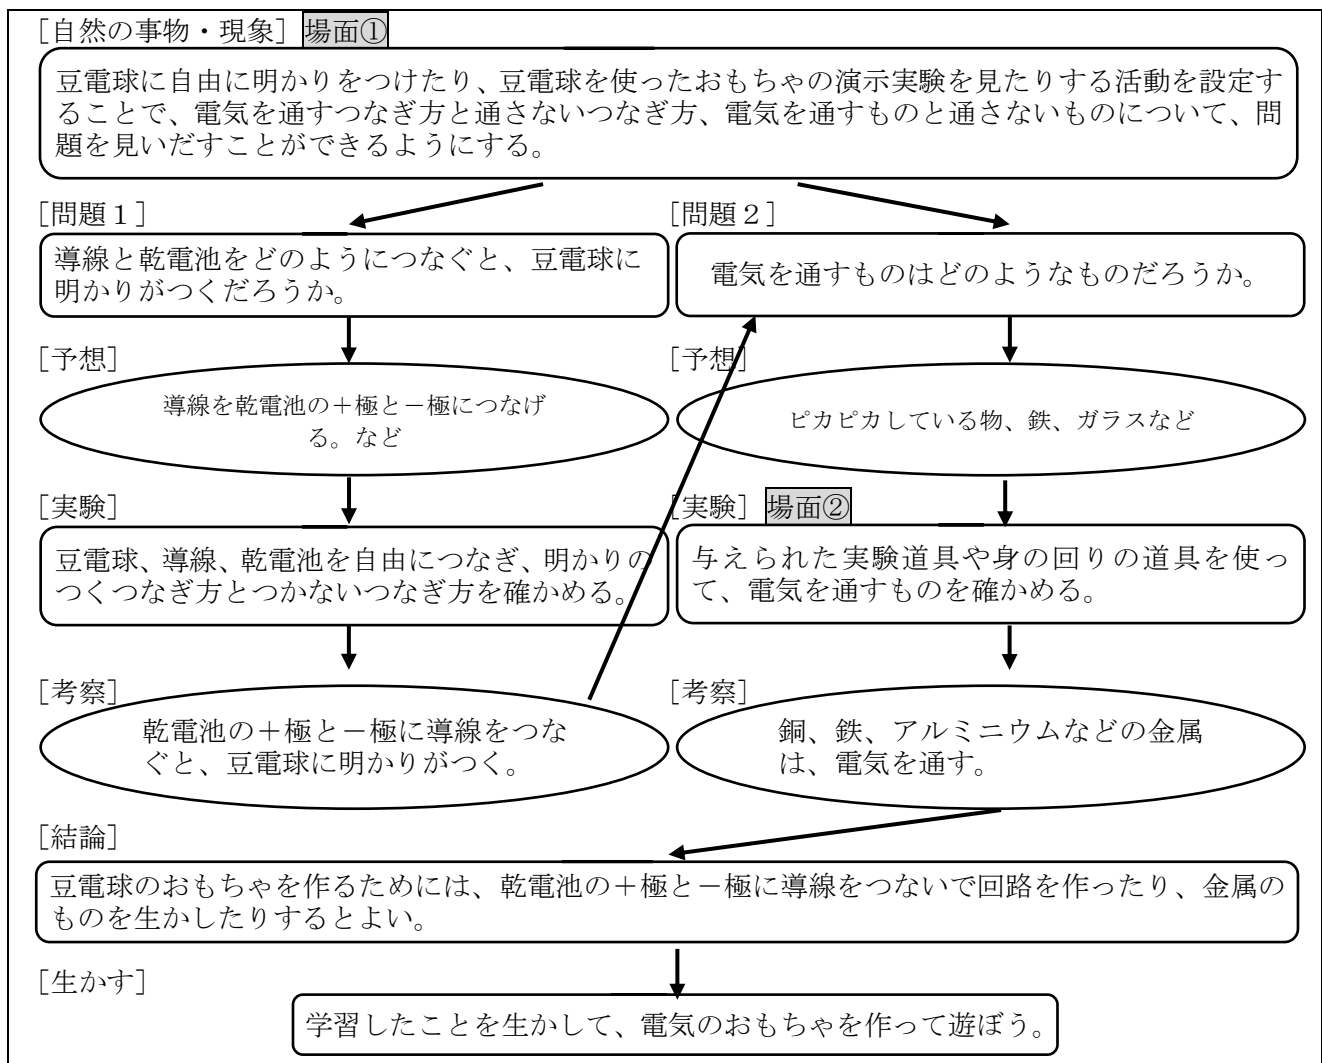 ［自然の事物・現象］ 場面①
豆電球に自由に明かりをつけたり、豆電球を使ったおもちゃの演示実験を見たりする活動を設定す
ることで、電気を通すつなぎ方と通さないつなぎ方、電気を通すものと通さないものについて、問
題を見いだすことができるようにする。
［問題１］
導線と乾電池をどのようにつなぐと、豆電球に
明かりがつくだろうか。
［予想］
導線を乾電池の＋極と－極につなげ
る。など
［実験］
豆電球、導線、乾電池を自由につなぎ、明かりの
つくつなぎ方とつかないつなぎ方を確かめる。
［考察］
乾電池の＋極と－極に導線をつな
ぐと、豆電球に明かりがつく。
［問題２］
電気を通すものはどのようなものだろうか。
［予想］
ピカピカしている物、鉄、ガラスなど
［実験］ 場面②
与えられた実験道具や身の回りの道具を使っ
て、電気を通すものを確かめる。
［考察］
銅、鉄、アルミニウムなどの金属
は、電気を通す。
［結論］
豆電球のおもちゃを作るためには、乾電池の＋極と－極に導線をつないで回路を作ったり、金属の
ものを生かしたりするとよい。
［生かす］
学習したことを生かして、電気のおもちゃを作って遊ぼう。